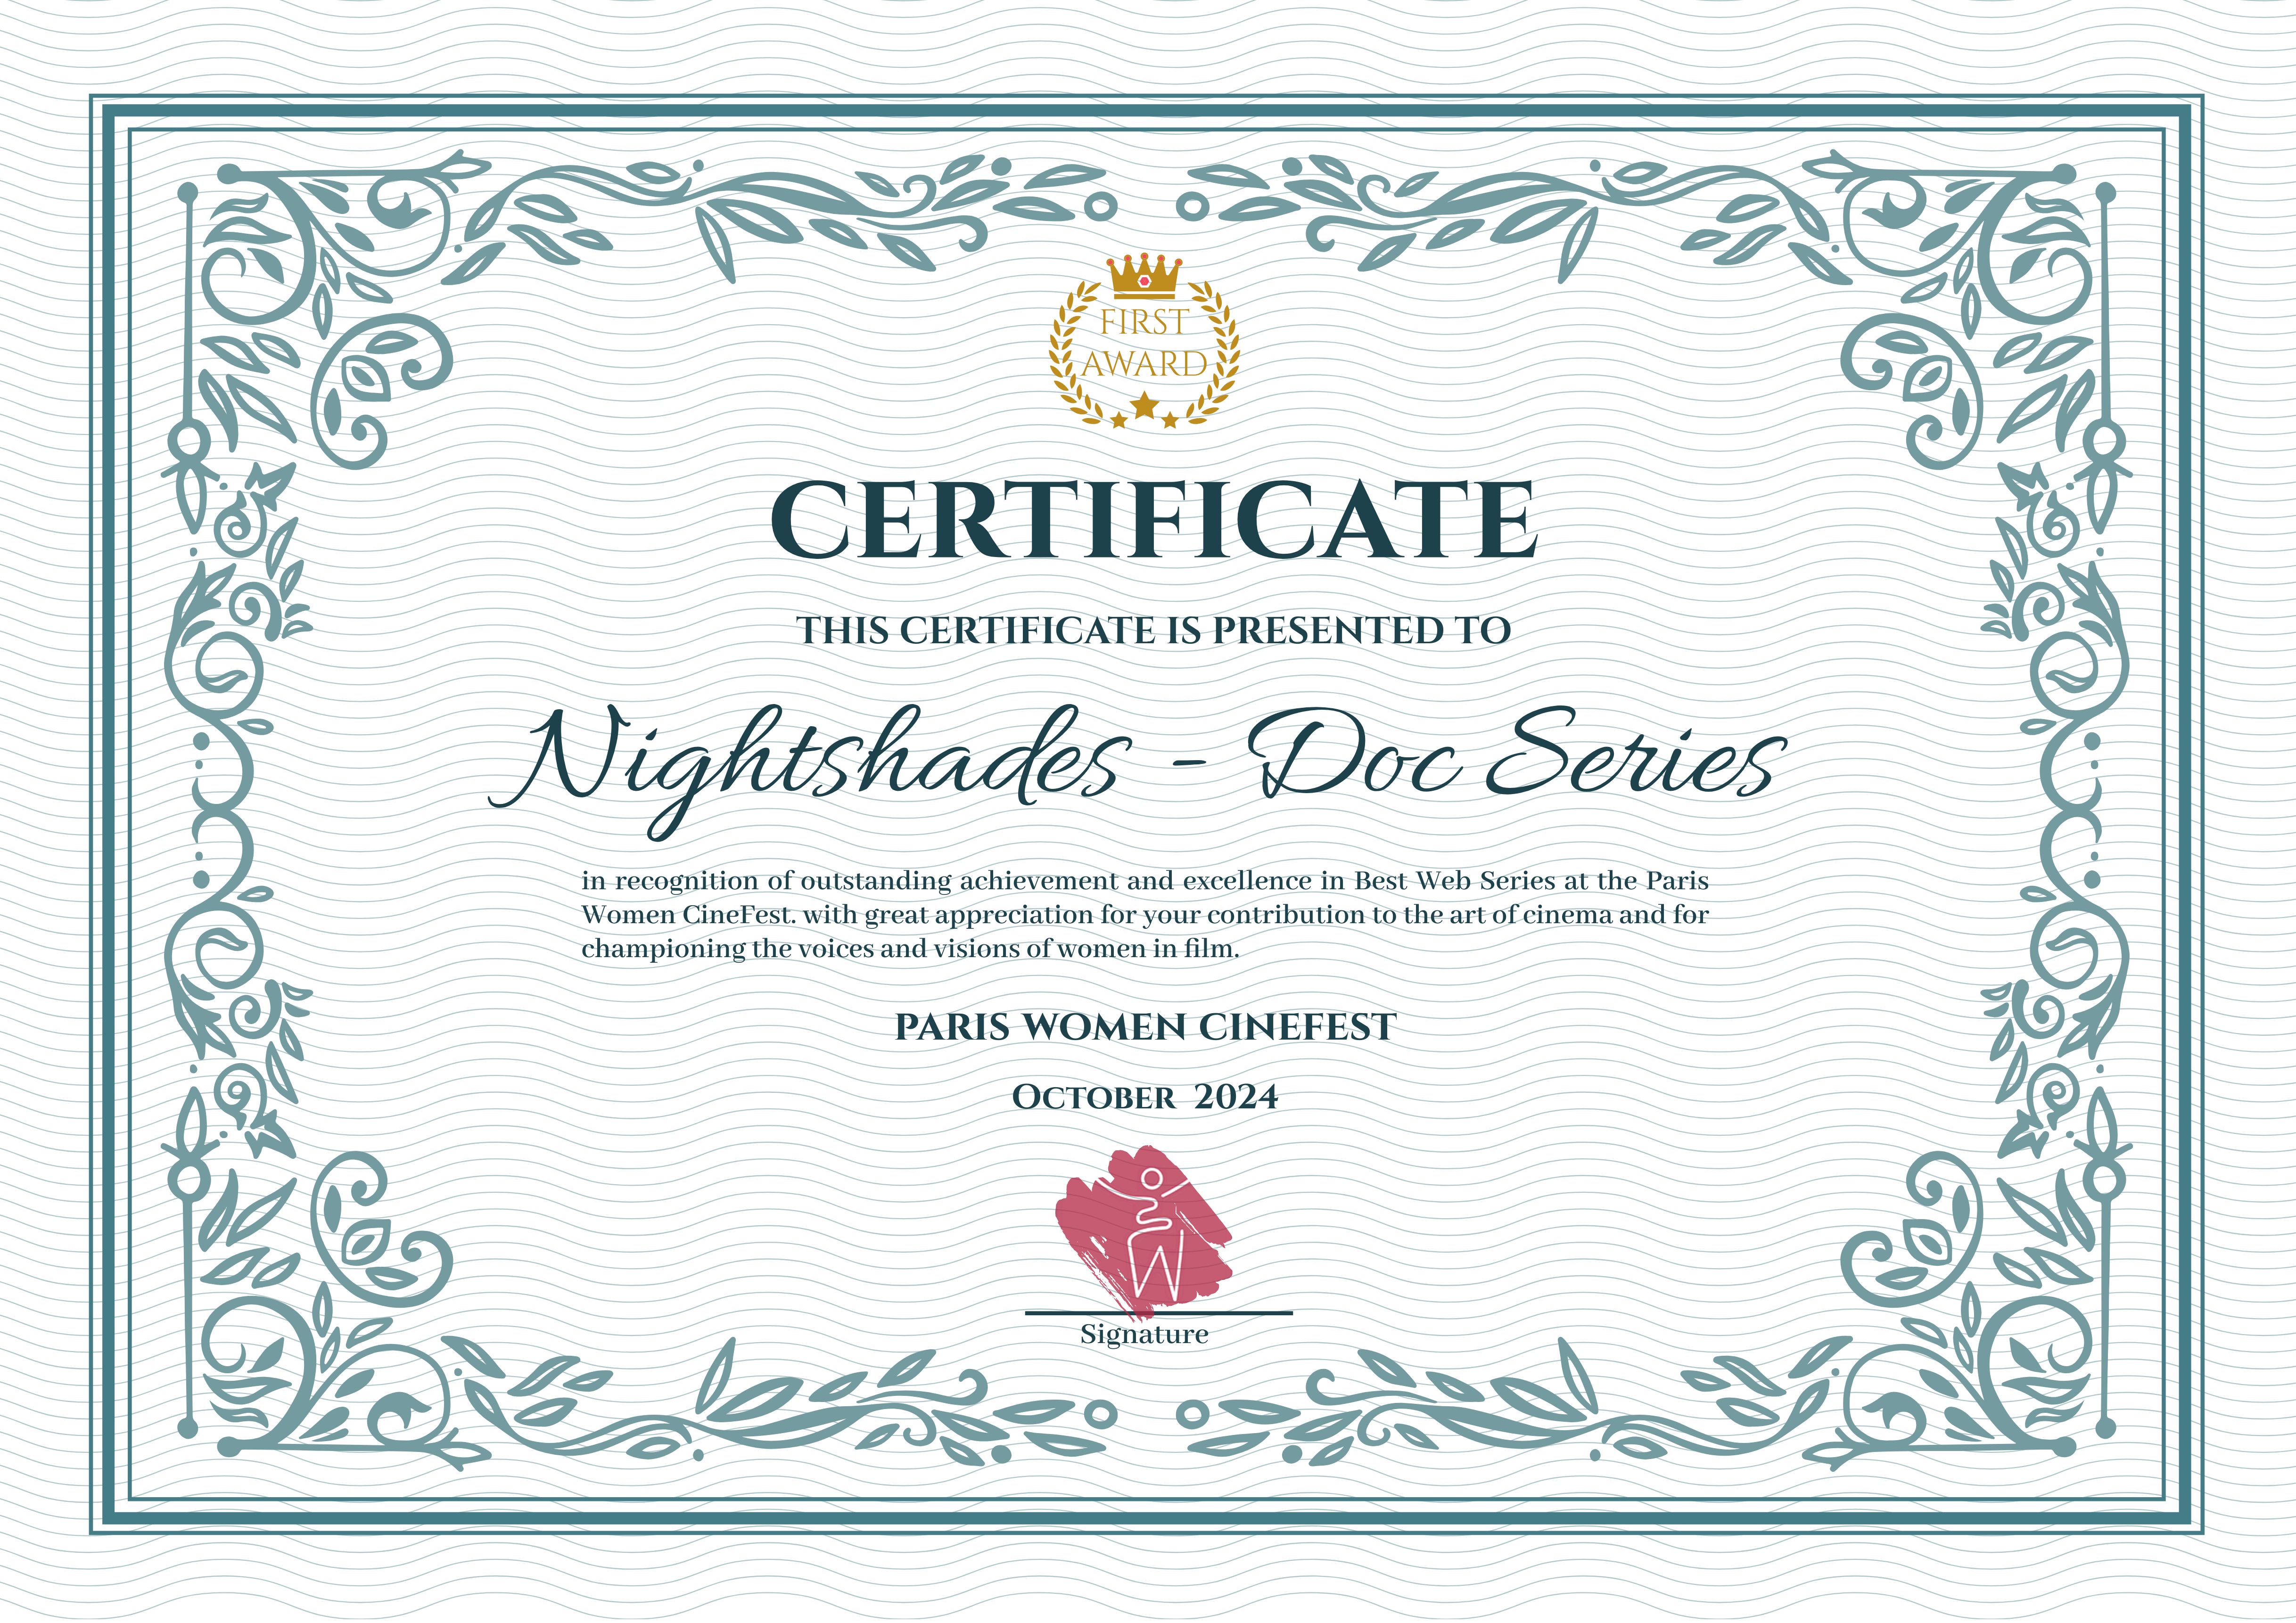 FIRST
AWARD
CERTIFICATE
THIS CERTIFICATE IS PRESENTED TO
Nightshades - Doc Series
in recognition of outstanding achievement and excellence in Best Web Series at the Paris
Women CineFest. with great appreciation for your contribution to the art of cinema and for
championing the voices and visions of women in film.
PARIS WOMEN CINEFEST
October 2024
Signature